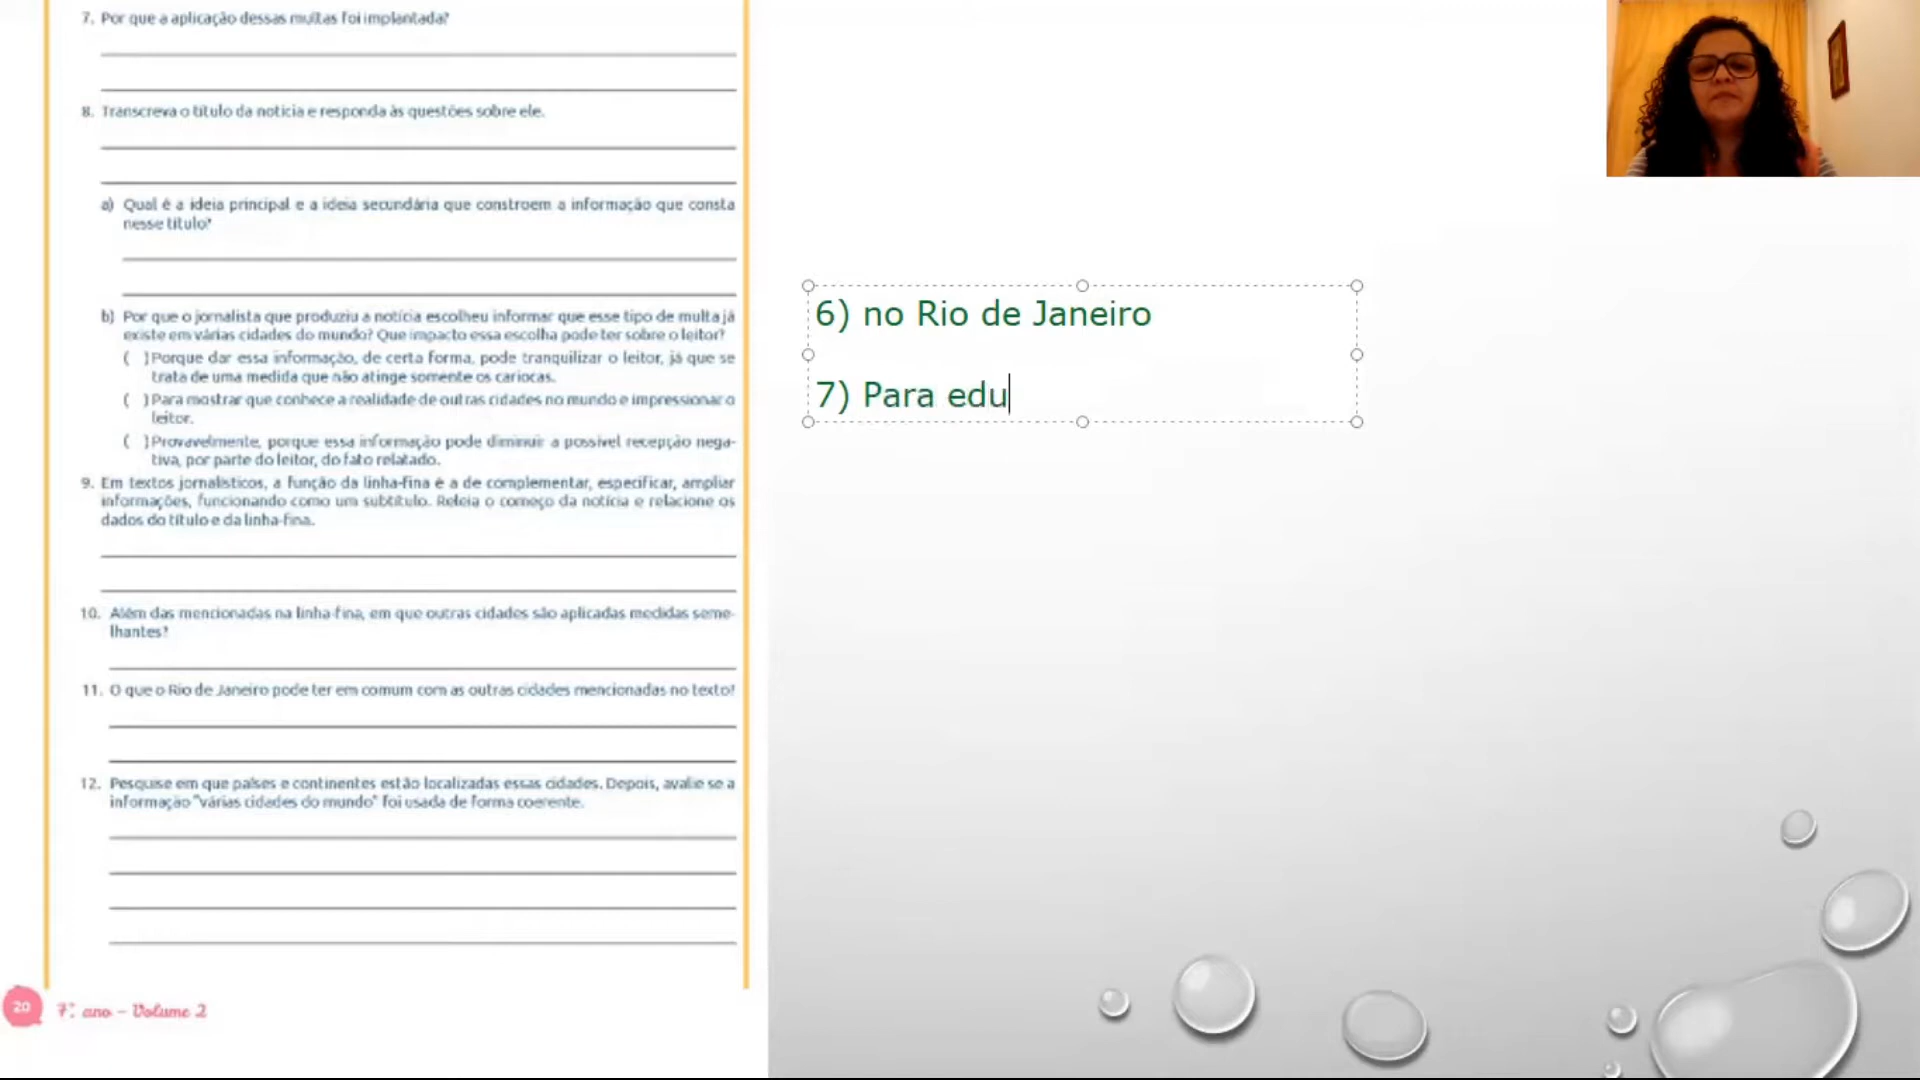 7. Por que a aplicação dessas multas foi implantada?
8. Transcreva o título da notícia e responda às questões sobre ele.
a) Qual é a ideia principal e a ideia secundária que constroem a informação que consta
nesse título?
b) Por que o jornalista que produziu a notícia escolheu informar que esse tipo de multa já
existe em várias cidades do mundo? Que impacto essa escolha pode ter sobre o leitor?
( ) Porque dar essa informação, de certa forma, pode tranquilizar o leitor, já que se
trata de uma medida que não atinge somente os cariocas.
( ) Para mostrar que conhece a realidade de outras cidades no mundo e impressionar o
leitor.
( ) Provavelmente, porque essa informação pode diminuir a possível recepção nega-
tiva, por parte do leitor, do fato relatado.
9. Em textos jornalísticos, a função da linha-fina é a de complementar, especificar, ampliar
informações, funcionando como um subtítulo. Releia o começo da notícia e relacione os
dados do título e da linha-fina.
10. Além das mencionadas na linha-fina, em que outras cidades são aplicadas medidas seme-
lhantes?
11. O que o Rio de Janeiro pode ter em comum com as outras cidades mencionadas no texto?
12. Pesquise em que países e continentes estão localizadas essas cidades. Depois, avalie se a
informação "várias cidades do mundo" foi usada de forma coerente.
20 7º. ano – Volume 2
6) no Rio de Janeiro
7) Para edu